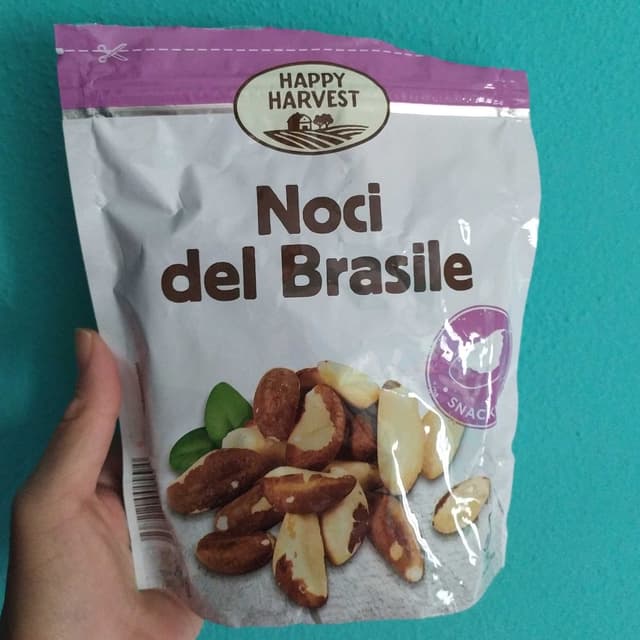 HAPPY
HARVEST
Noci
del Brasile
SNACK